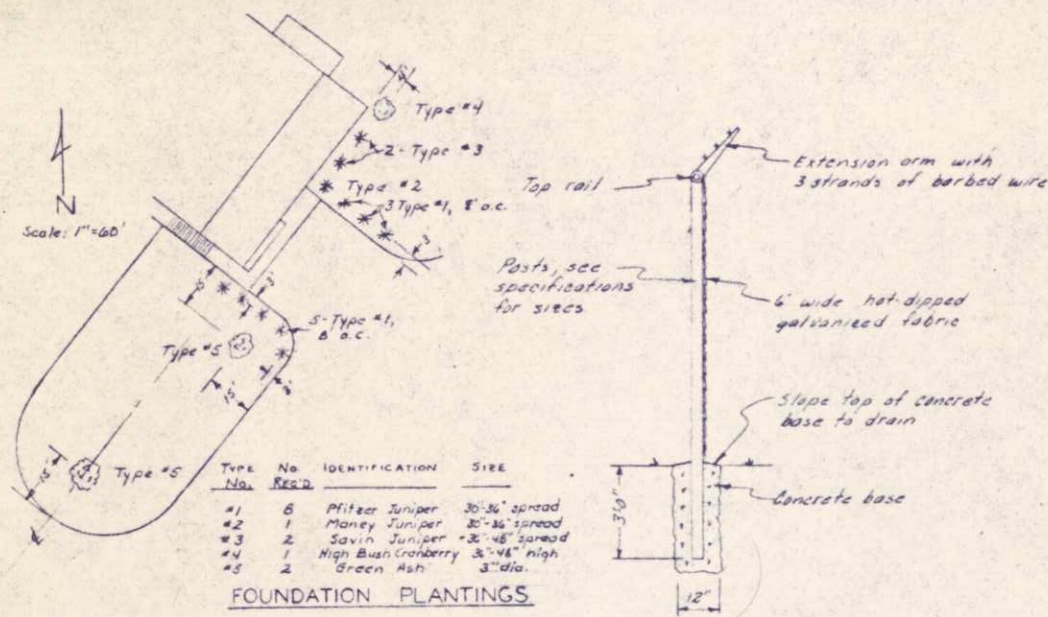 N
Scale: 1"=60'
Type #4
2-Type #3
Type #2
3 Type #1, 8' o.c.
5-Type #1,
8' o.c.
Type #5
15'
Type #5
TYPE NO. No REQ'D IDENTIFICATION SIZE
#1 8 Pfitzer Juniper 30"-36" spread
#2 1 Maney Juniper 30"-36" spread
#3 2 Savin Juniper spread
#4 1 High Bush Cranberry high
#5 2 Green Ash 3" dia.
FOUNDATION PLANTINGS
Extension arm with
3 strands of barbed wire
Top rail
Posts, see
specifications
for sizes
6' wide hot-dipped
galvanized fabric
Slope top of concrete
base to drain
Concrete base
3'-0"
12"